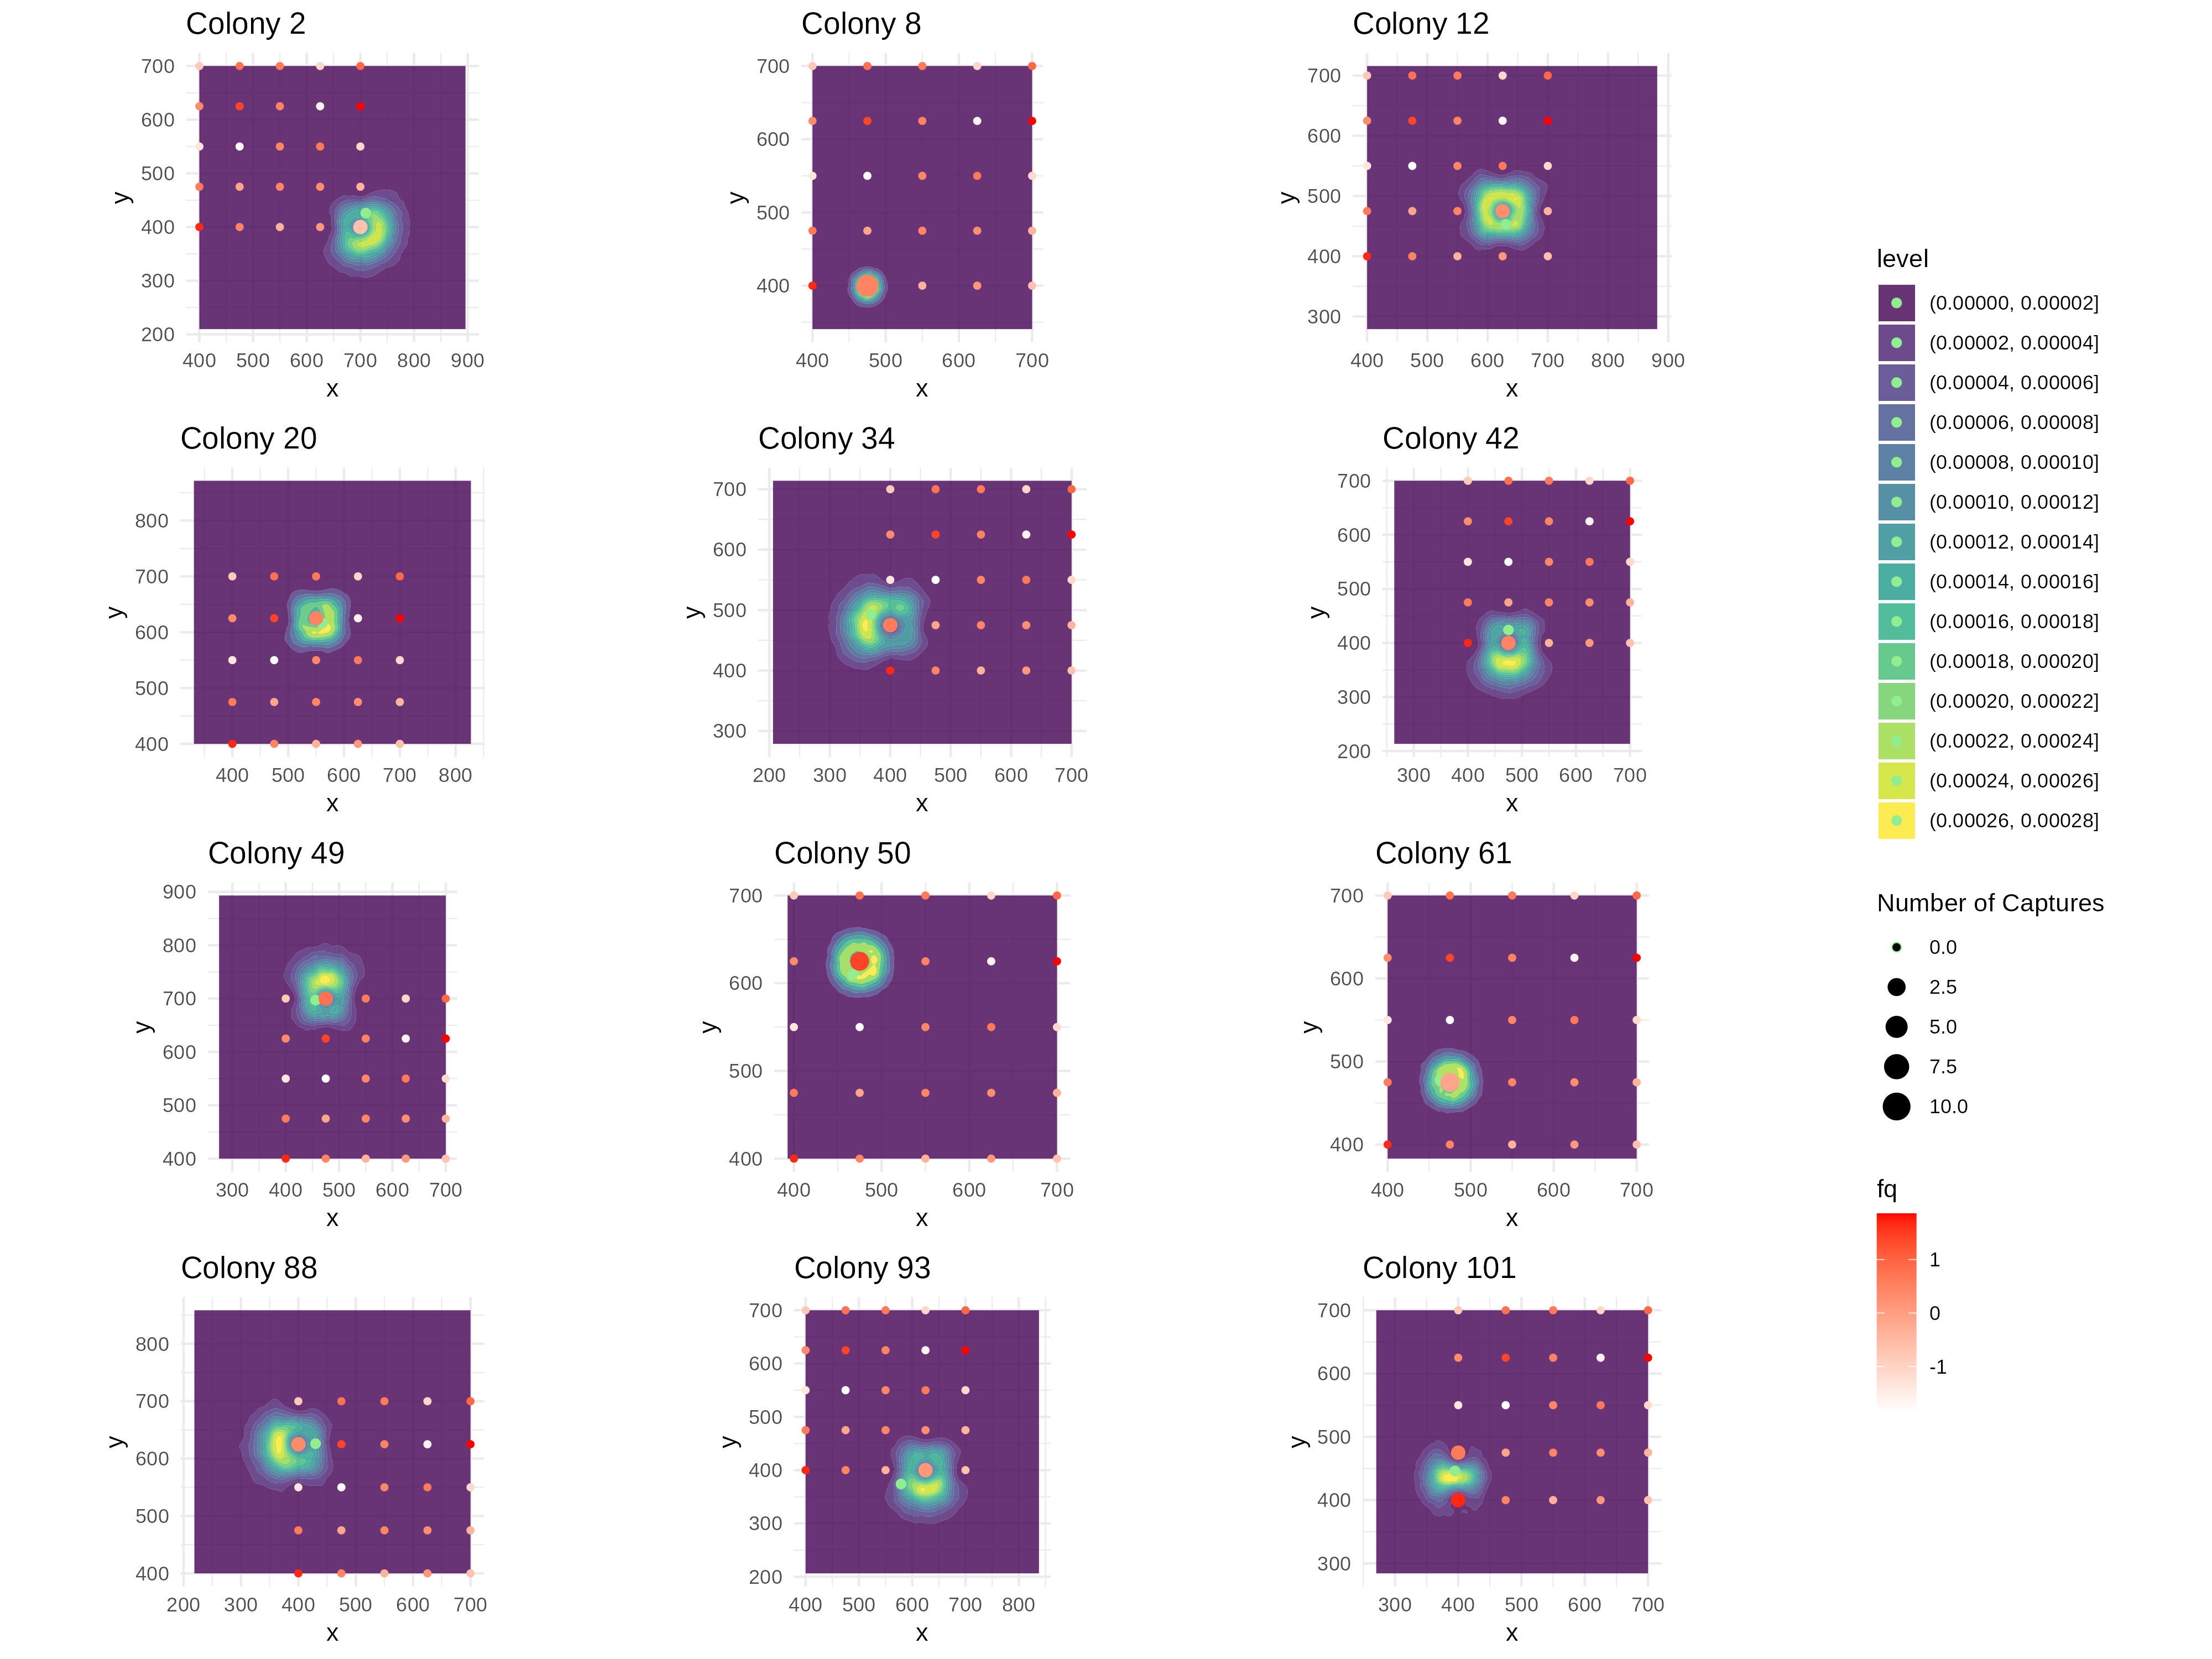 Colony 2
700
600
500
400
300
200
y
400 500 600 700 800 900
x
Colony 8
700
600
500
400
y
400 500 600 700
x
Colony 12
700
600
500
400
300
y
400 500 600 700 800 900
x
Colony 20
800
700
600
500
400
y
400 500 600 700 800
x
Colony 34
700
600
500
400
300
y
200 300 400 500 600 700
x
Colony 42
700
600
500
400
300
200
y
300 400 500 600 700
x
Colony 49
900
800
700
600
500
400
y
300 400 500 600 700
x
Colony 50
700
600
500
400
y
400 500 600 700
x
Colony 61
700
600
500
400
y
400 500 600 700
x
Colony 88
800
700
600
500
400
y
200 300 400 500 600 700
x
Colony 93
700
600
500
400
300
200
y
400 500 600 700 800
x
Colony 101
700
600
500
400
300
y
300 400 500 600 700
x
level
(0.00000, 0.00002]
(0.00002, 0.00004]
(0.00004, 0.00006]
(0.00006, 0.00008]
(0.00008, 0.00010]
(0.00010, 0.00012]
(0.00012, 0.00014]
(0.00014, 0.00016]
(0.00016, 0.00018]
(0.00018, 0.00020]
(0.00020, 0.00022]
(0.00022, 0.00024]
(0.00024, 0.00026]
(0.00026, 0.00028]
Number of Captures
0.0
2.5
5.0
7.5
10.0
fq
1
0
-1